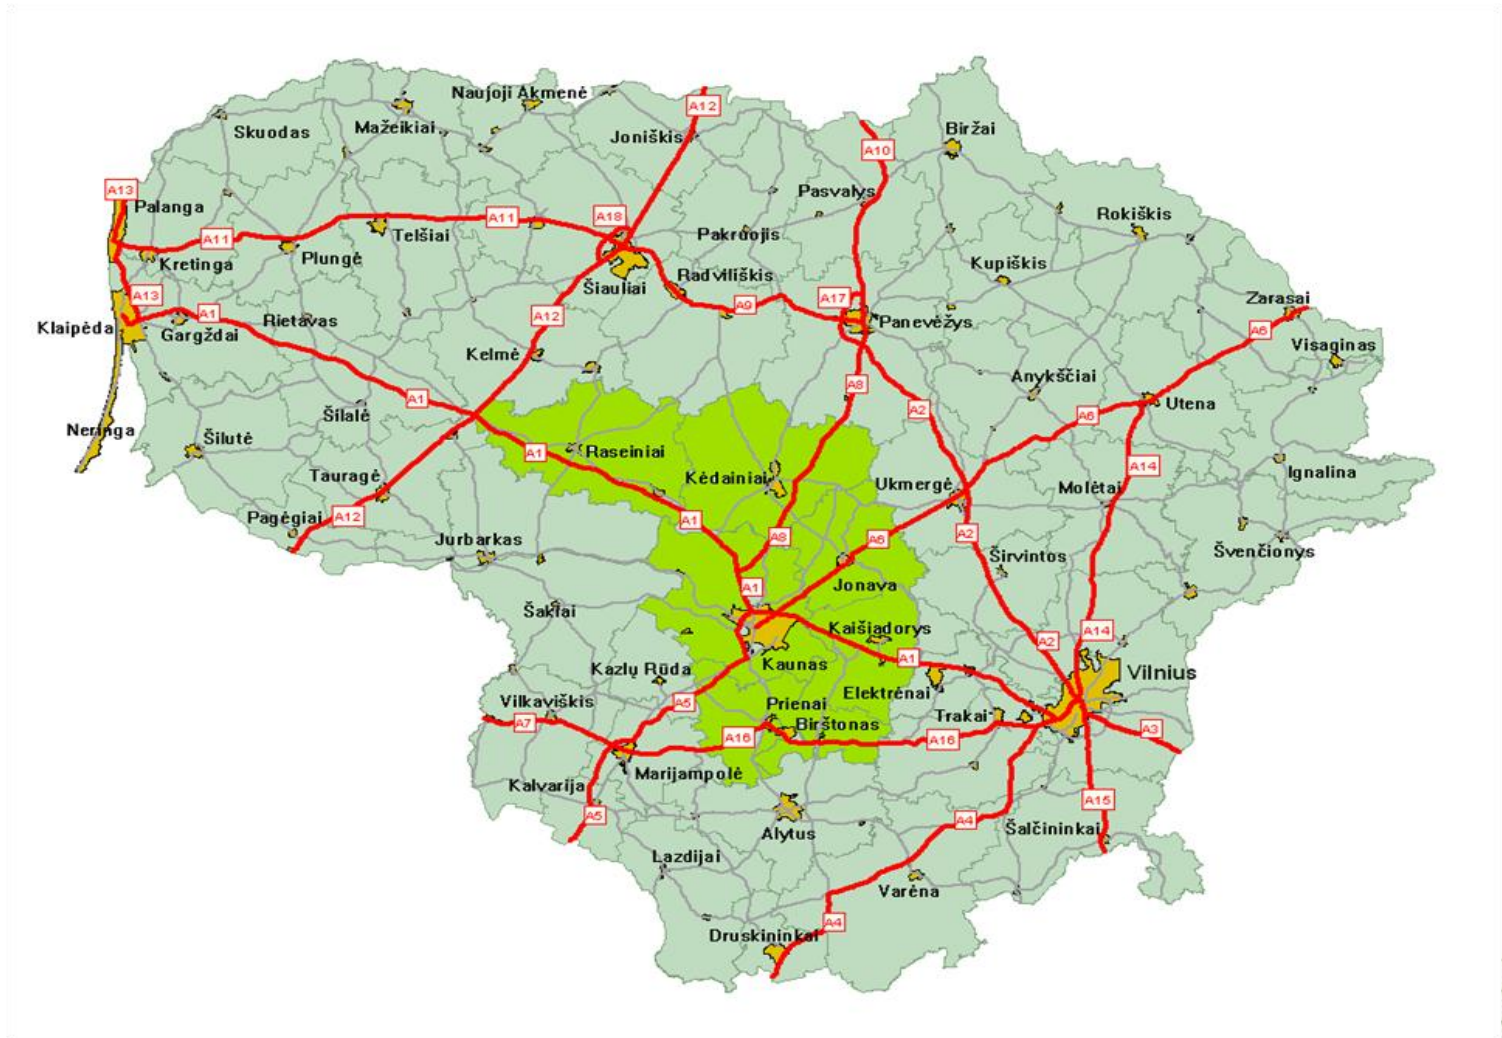 Naujoji Akmenė
A12
Skuodas
Mažeikiai
Joniškis
A10
Biržai
A13
Palanga
Pasvalys
A11
A18
Rokiškis
A11
Telšiai
Pakruojis
Kretinga
Plungė
Kupiškis
Radviliškis
Šiauliai
A13
A17
Zarasai
A9
A1
A12
Klaipėda
Gargždai
Rietavas
Panevėžys
A6
Visaginas
Kelmė
Anykščiai
A8
A1
Utena
A2
A6
Šilalė
Neringa
Šilutė
A1
Raseiniai
A14
Tauragė
Kėdainiai
Ukmergė
Molėtai
Ignalina
Pagėgiai
A12
A1
A8
A6
A2
Jurbarkas
Širvintos
Švenčionys
A1
Jonava
Šakiai
Kaišiadorys
A14
A2
Kaunas
A1
Kazlų Rūda
Vilnius
Elektrėnai
Vilkaviškis
A5
Prienai
Trakai
A7
Birštonas
A3
A16
A16
Marijampolė
Kalvarija
A15
A5
A4
Alytus
Šalčininkai
Lazdijai
Varėna
A4
Druskininkai